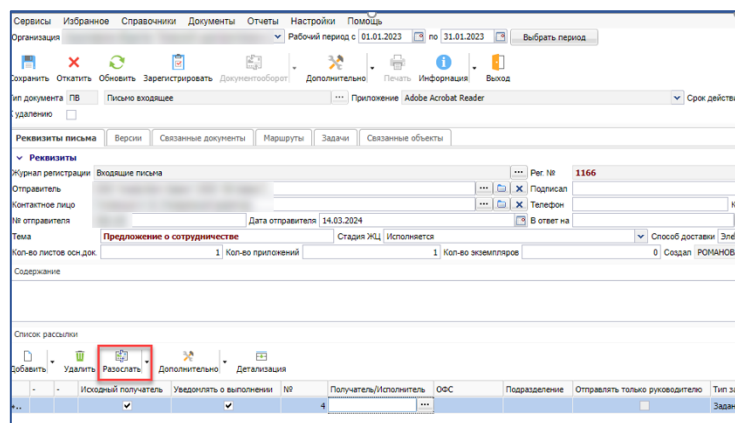 Сервисы Избранное Справочники Документы Отчеты Настройки Помощь
Организация Рабочий период с 01.01.2023 по 31.01.2023 Выбрать период
Сохранить Откатить Обновить Зарегистрировать Документооборот Дополнительно Печать Информация Выход
Тип документа ПВ Письмо входящее ... Приложение Adobe Acrobat Reader Срок действи
К удалению
Реквизиты письма Версии Связанные документы Маршруты Задачи Связанные объекты
Реквизиты
Журнал регистрации Входящие письма ... Рег. № 1166
Отправитель ... Подписал
Контактное лицо ... Телефон К
№ отправителя Дата отправителя 14.03.2024 В ответ на
Тема Предложение о сотрудничестве Стадия ЖЦ Исполняется Способ доставки Эле
Кол-во листов осн.док. 1 Кол-во приложений 1 Кол-во экземпляров 0 Создал РОМАНОВА
Содержание
Список рассылки
Добавить Удалить Разослать Дополнительно Детализация
- - Исходный получатель Уведомлять о выполнении № Получатель/Исполнитель ОФС Подразделение Отправлять только руководителю Тип за
4 ... Задан